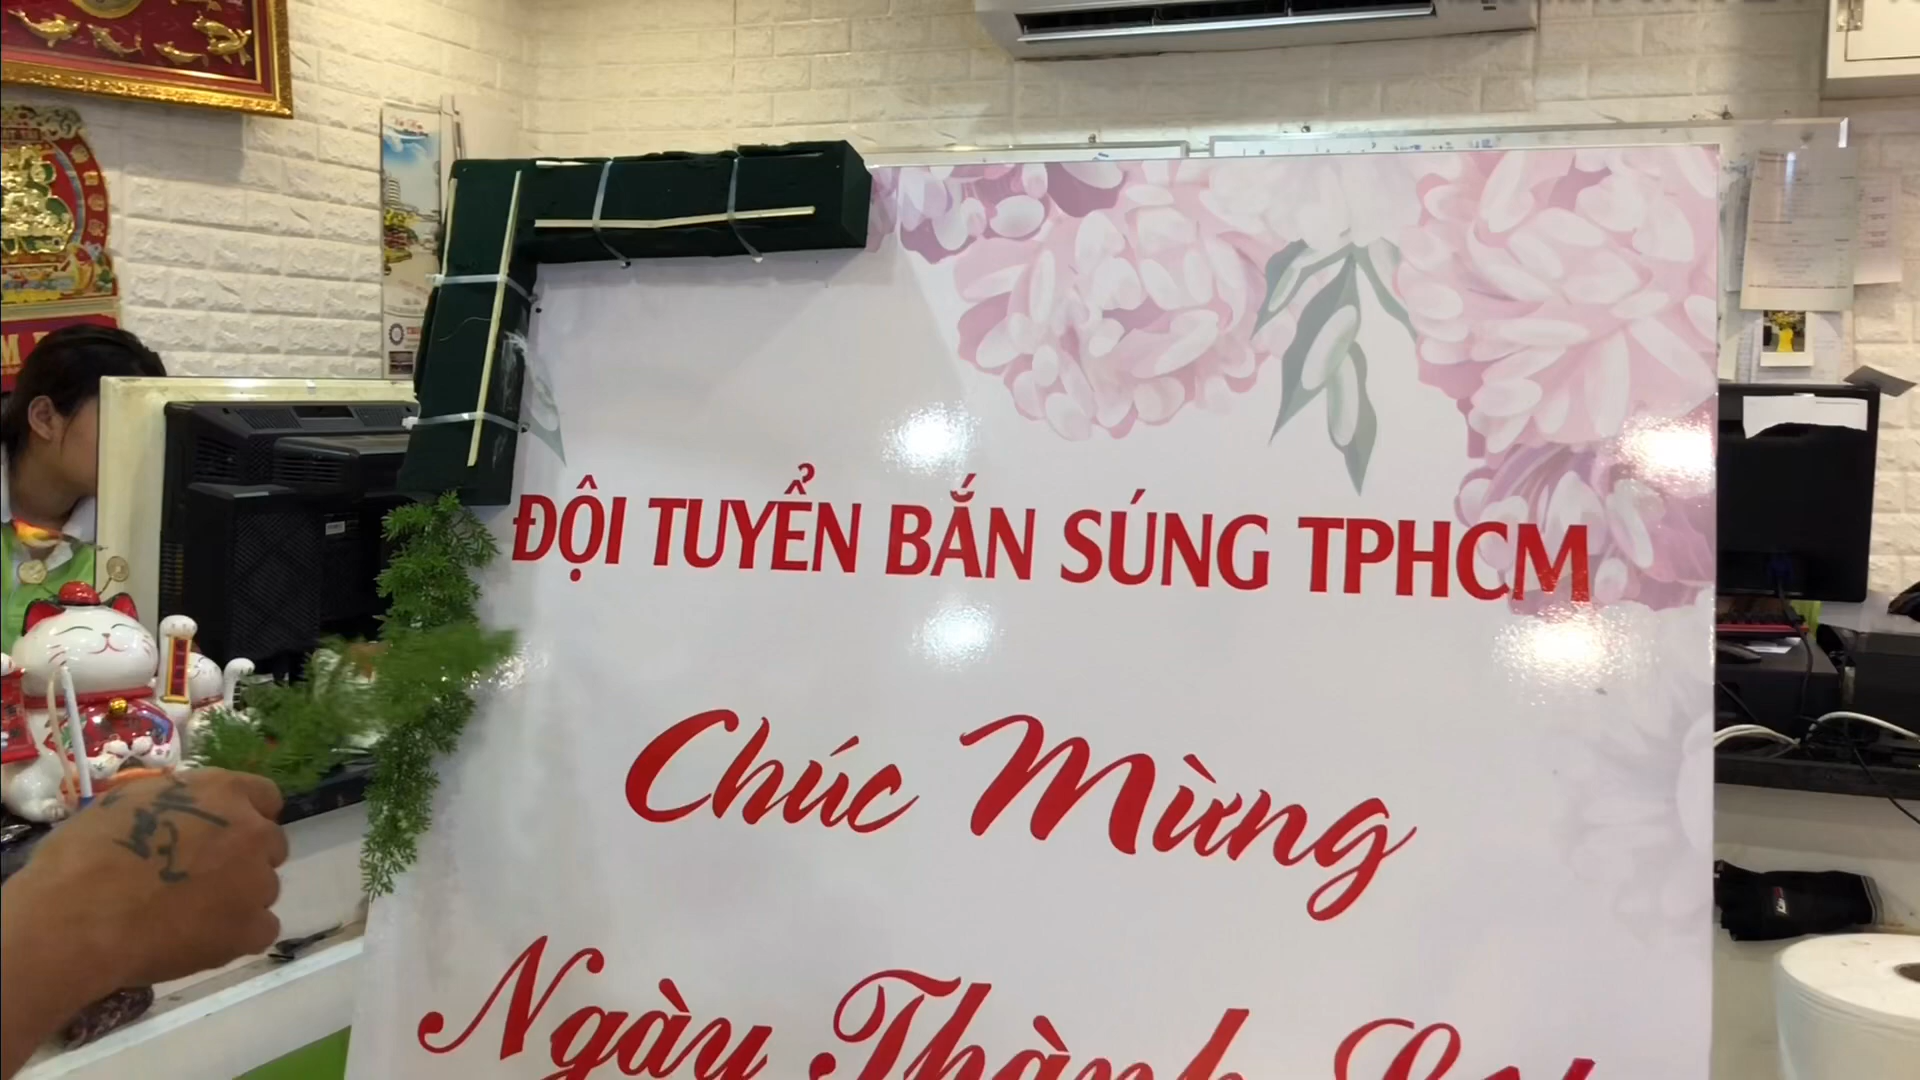 ĐỘI TUYỂN BẮN SÚNG TPHCM
Chúc Mừng
Ngày Thành